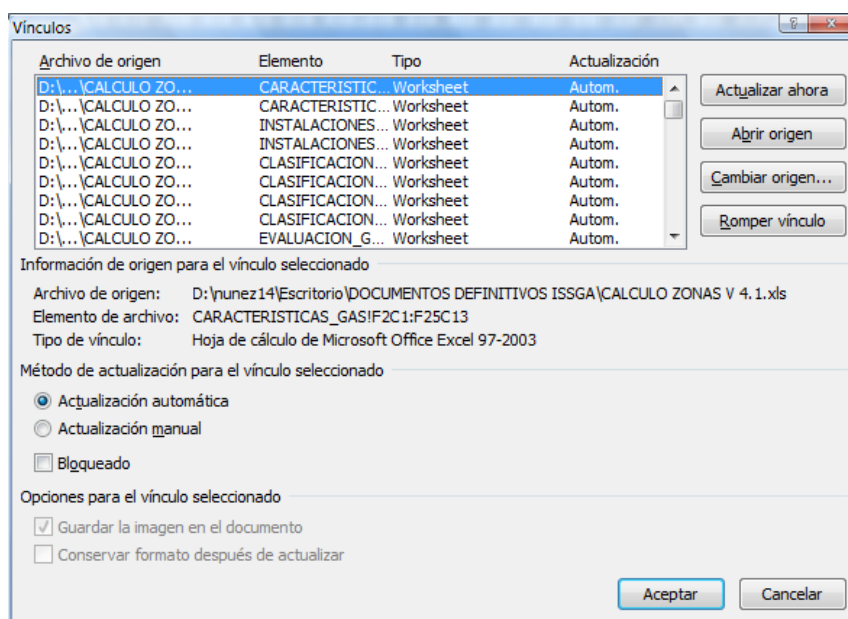 Vínculos
Archivo de origen Elemento Tipo Actualización
D:\...\CALCULO ZO... CARACTERISTIC... Worksheet Autom.
D:\...\CALCULO ZO... CARACTERISTIC... Worksheet Autom.
D:\...\CALCULO ZO... INSTALACIONES... Worksheet Autom.
D:\...\CALCULO ZO... INSTALACIONES... Worksheet Autom.
D:\...\CALCULO ZO... CLASIFICACION... Worksheet Autom.
D:\...\CALCULO ZO... CLASIFICACION... Worksheet Autom.
D:\...\CALCULO ZO... CLASIFICACION... Worksheet Autom.
D:\...\CALCULO ZO... CLASIFICACION... Worksheet Autom.
D:\...\CALCULO ZO... EVALUACION_G... Worksheet Autom.
Actualizar ahora
Abrir origen
Cambiar origen...
Romper vínculo
Información de origen para el vínculo seleccionado
Archivo de origen: D:\nunez14\Escritorio\DOCUMENTOS DEFINITIVOS ISSGA\CALCULO ZONAS V 4.1.xls
Elemento de archivo: CARACTERISTICAS_GAS!F2C1:F25C13
Tipo de vínculo: Hoja de cálculo de Microsoft Office Excel 97-2003
Método de actualización para el vínculo seleccionado
Actualización automática
Actualización manual
Bloqueado
Opciones para el vínculo seleccionado
Guardar la imagen en el documento
Conservar formato después de actualizar
Aceptar Cancelar